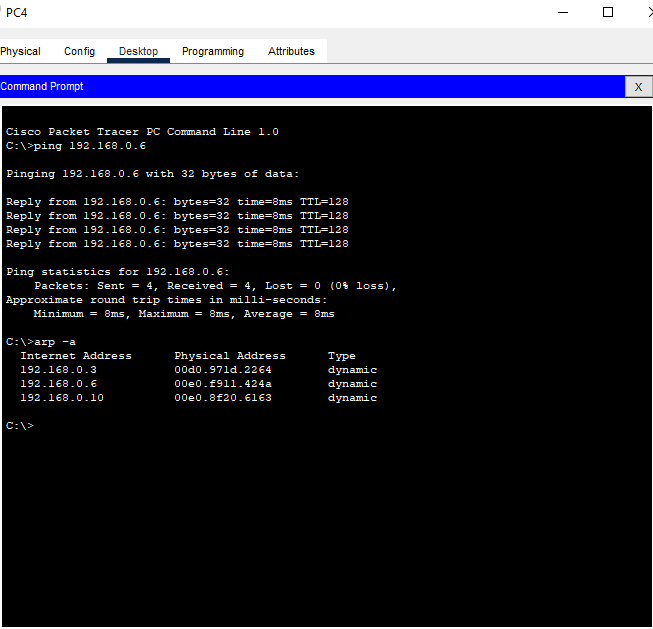 PC4
Physical Config Desktop Programming Attributes
Command Prompt
X
Cisco Packet Tracer PC Command Line 1.0
C:\>ping 192.168.0.6
Pinging 192.168.0.6 with 32 bytes of data:
Reply from 192.168.0.6: bytes=32 time=8ms TTL=128
Reply from 192.168.0.6: bytes=32 time=8ms TTL=128
Reply from 192.168.0.6: bytes=32 time=8ms TTL=128
Reply from 192.168.0.6: bytes=32 time=8ms TTL=128
Ping statistics for 192.168.0.6:
Packets: Sent = 4, Received = 4, Lost = 0 (0% loss),
Approximate round trip times in milli-seconds:
Minimum = 8ms, Maximum = 8ms, Average = 8ms
C:\>arp -a
Internet Address Physical Address Type
192.168.0.3 00d0.971d.2264 dynamic
192.168.0.6 00e0.f911.424a dynamic
192.168.0.10 00e0.8f20.6163 dynamic
C:\>